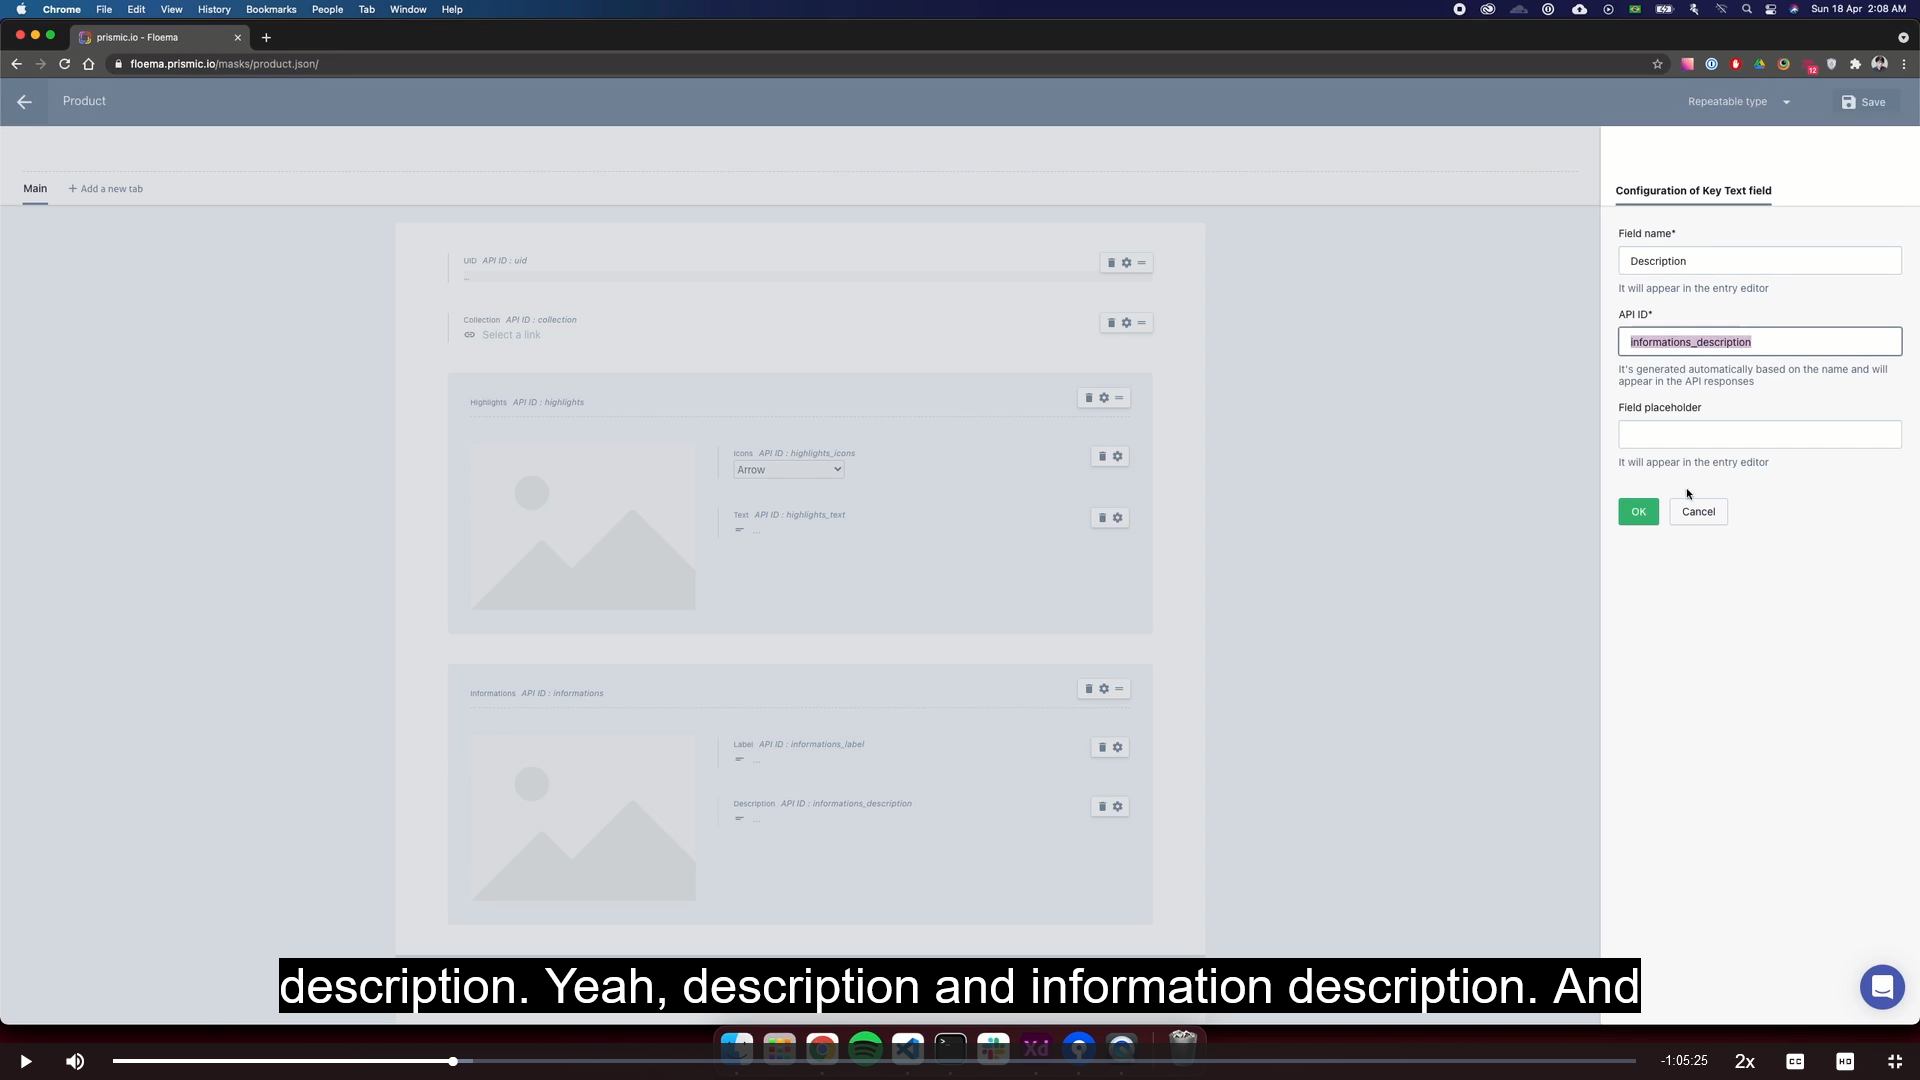 Chrome File Edit View History Bookmarks People Tab Window Help
Sun 18 Apr 2:08 AM
prismic.io - Floema
floema.prismic.io/masks/product.json/
12
Product
Repeatable type
Save
Main
+ Add a new tab
Configuration of Key Text field
UID API ID : uid
...
Collection API ID : collection
Select a link
Highlights API ID : highlights
Icons API ID : highlights_icons
Arrow
Text API ID : highlights_text
...
Informations API ID : informations
Label API ID : informations_label
...
Description API ID : informations_description
...
Field name*
Description
It will appear in the entry editor
API ID*
informations_description
It's generated automatically based on the name and will
appear in the API responses
Field placeholder
It will appear in the entry editor
OK
Cancel
description. Yeah, description and information description. And
Xd
-1:05:25
2x
CC
HD